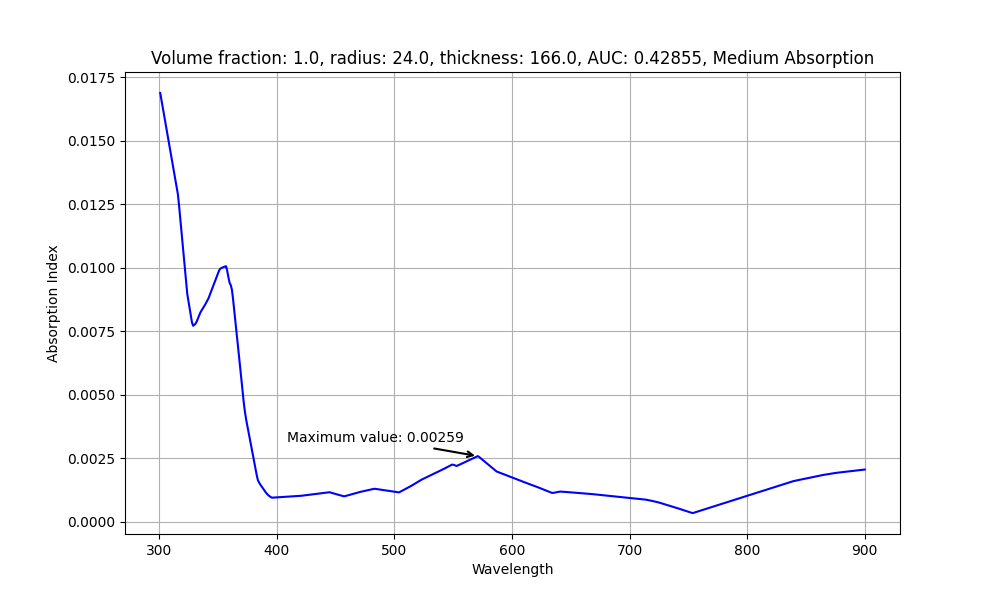 Volume fraction: 1.0, radius: 24.0, thickness: 166.0, AUC: 0.42855, Medium Absorption
0.0175
0.0150
0.0125
0.0100
0.0075
0.0050
0.0025
0.0000
Absorption Index
Maximum value: 0.00259
300 400 500 600 700 800 900
Wavelength